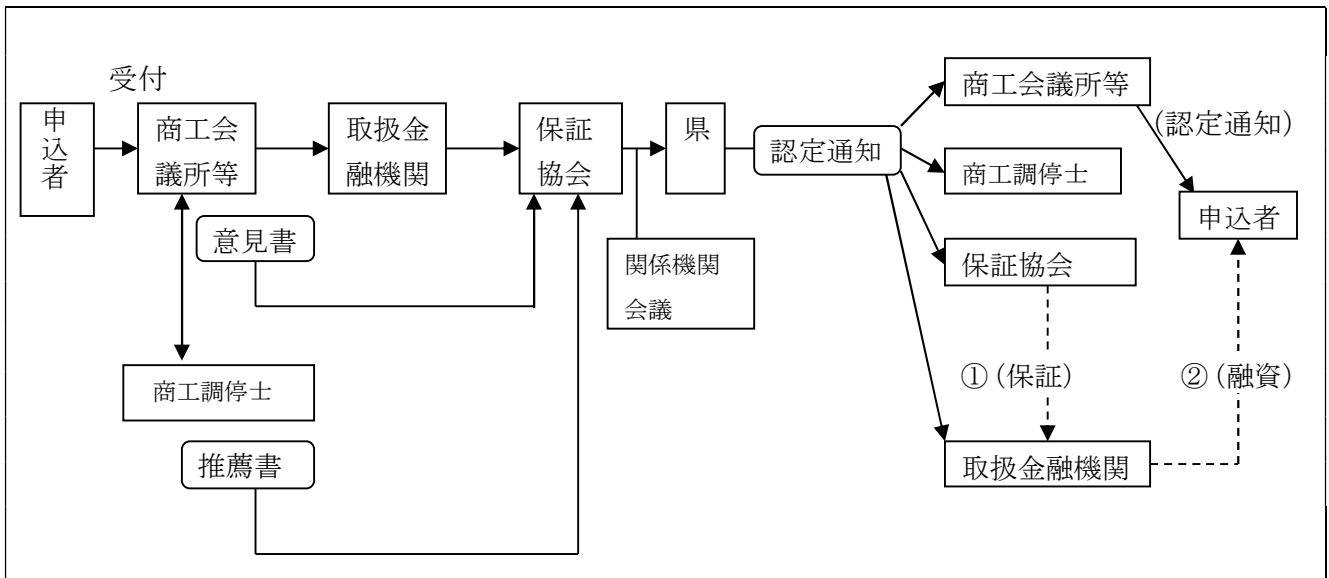 受付
申込者
商工会
議所等
取扱金
融機関
保証
協会
県
認定通知
意見書
関係機関
会議
商工調停士
推薦書
商工会議所等
(認定通知)
商工調停士
申込者
保証協会
①(保証)
②(融資)
取扱金融機関